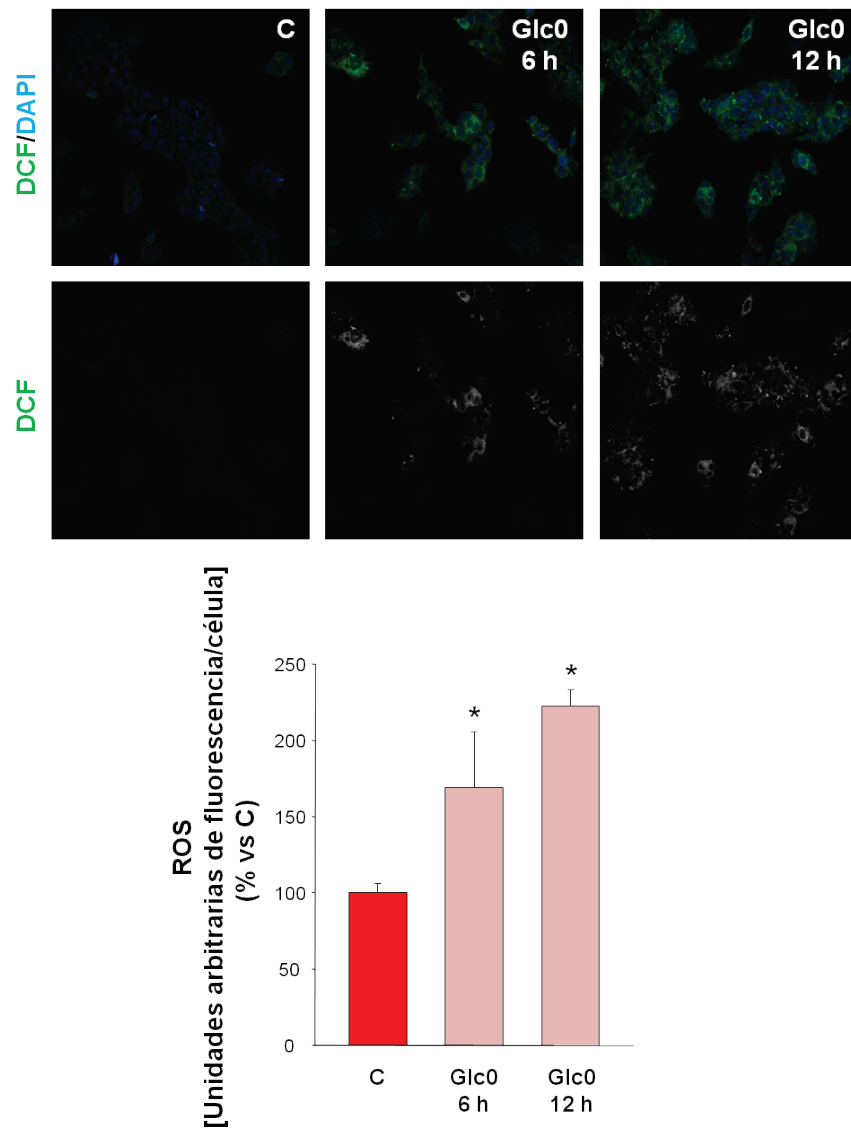 C
Glc0
6 h
Glc0
12 h
DCF/DAPI
DCF
ROS
[Unidades arbitrarias de fluorescencia/célula]
(% vs C)
250
*
*
200
150
100
50
0
C
Glc0
6 h
Glc0
12 h